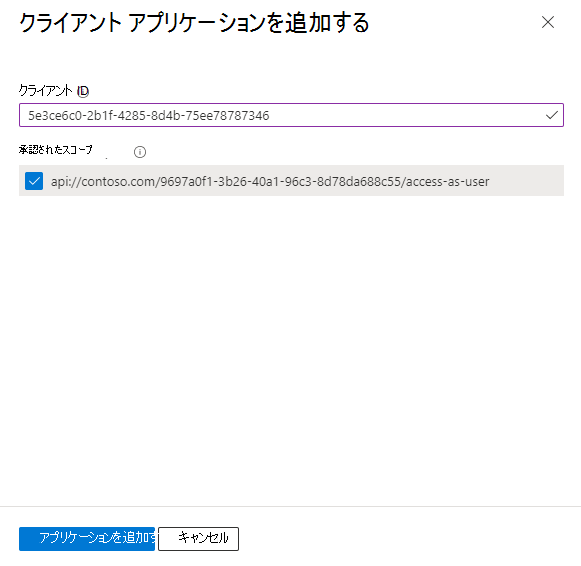 クライアント アプリケーションを追加する
クライアント ID
5e3ce6c0-2b1f-4285-8d4b-75ee78787346
承認されたスコープ
api://contoso.com/9697a0f1-3b26-40a1-96c3-8d78da688c55/access-as-user
アプリケーションを追加す キャンセル